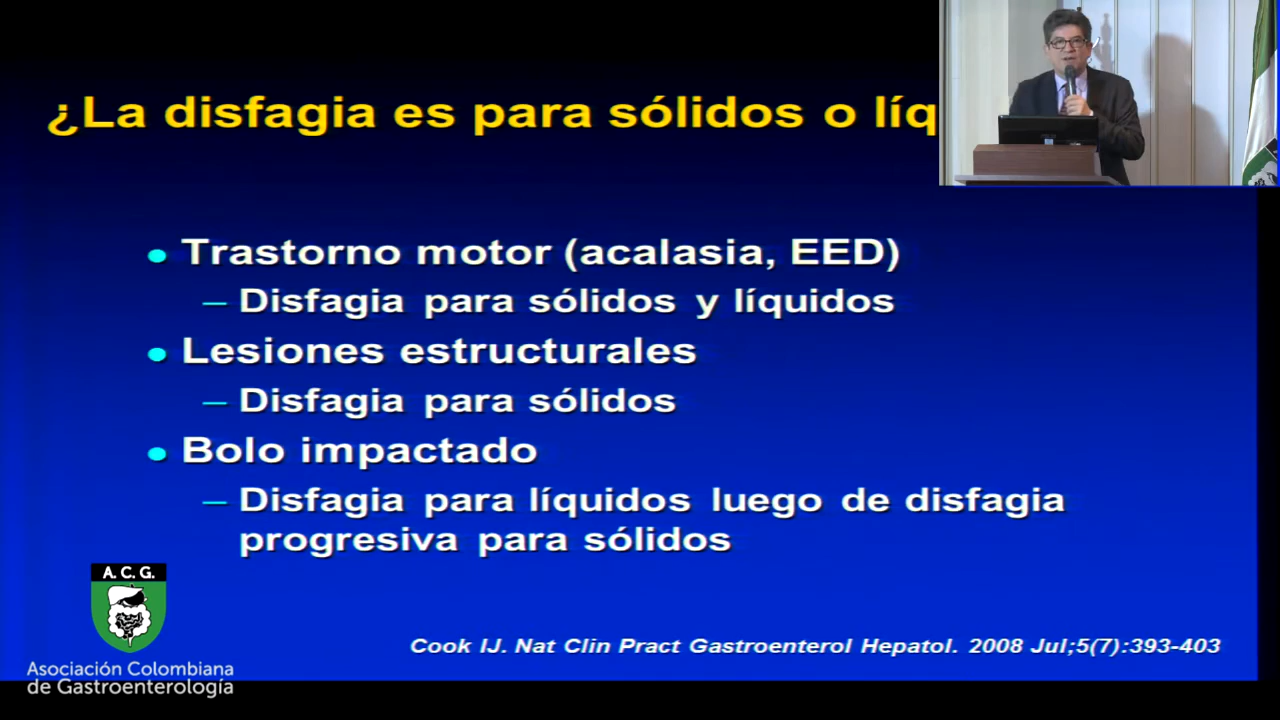 ¿La disfagia es para sólidos o líq
Trastorno motor (acalasia, EED)
– Disfagia para sólidos y líquidos
Lesiones estructurales
– Disfagia para sólidos
Bolo impactado
– Disfagia para líquidos luego de disfagia
progresiva para sólidos
A. C. G.
Asociación Colombiana
de Gastroenterología
Cook IJ. Nat Clin Pract Gastroenterol Hepatol. 2008 Jul;5(7):393-403